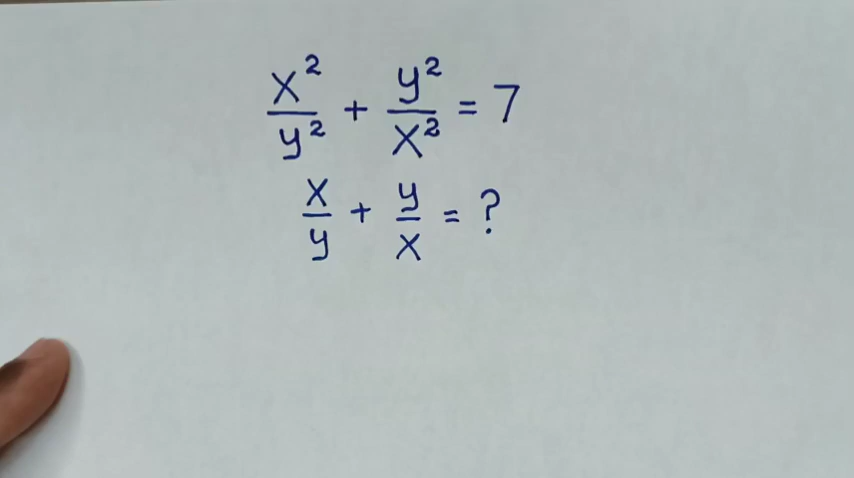 x²/y² + y²/x² = 7
x/y + y/x = ?